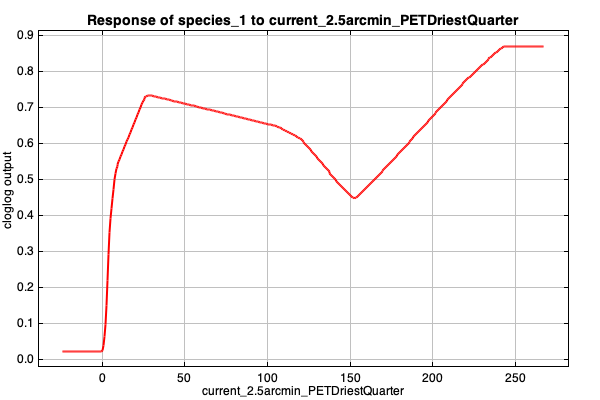 Response of species_1 to current_2.5arcmin_PETDriestQuarter
0.9
0.8
0.7
0.6
0.5
0.4
0.3
0.2
0.1
0.0
cloglog output
0 50 100 150 200 250
current_2.5arcmin_PETDriestQuarter